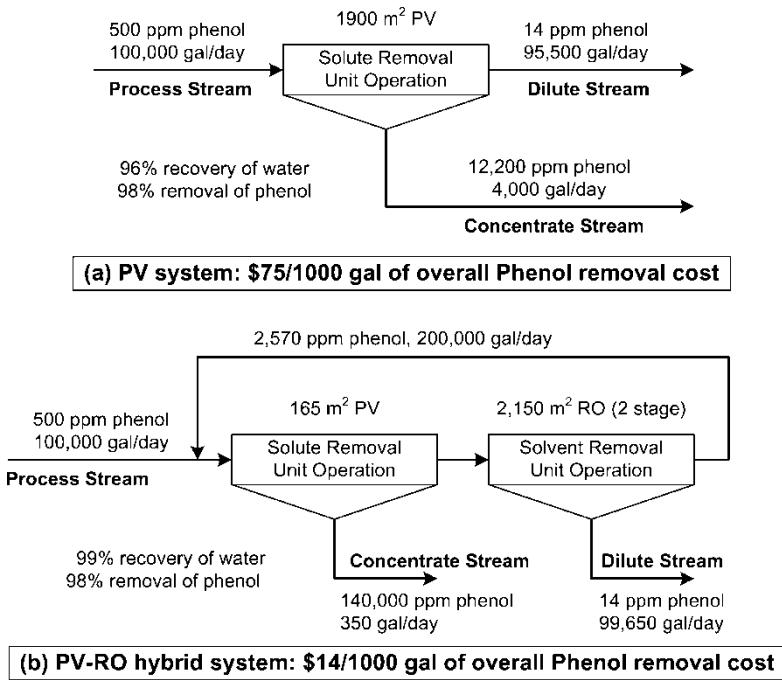 1900 m² PV
500 ppm phenol
100,000 gal/day
Process Stream
Solute Removal
Unit Operation
14 ppm phenol
95,500 gal/day
Dilute Stream
96% recovery of water
98% removal of phenol
12,200 ppm phenol
4,000 gal/day
Concentrate Stream
(a) PV system: $75/1000 gal of overall Phenol removal cost
2,570 ppm phenol, 200,000 gal/day
500 ppm phenol
100,000 gal/day
Process Stream
165 m² PV
Solute Removal
Unit Operation
2,150 m² RO (2 stage)
Solvent Removal
Unit Operation
99% recovery of water
98% removal of phenol
Concentrate Stream
140,000 ppm phenol
350 gal/day
Dilute Stream
14 ppm phenol
99,650 gal/day
(b) PV-RO hybrid system: $14/1000 gal of overall Phenol removal cost